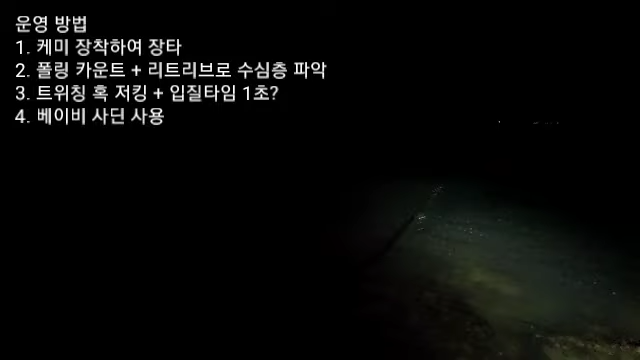 운영 방법
1. 케미 장착하여 장타
2. 폴링 카운트 + 리트리브로 수심층 파악
3. 트위칭 혹 저킹 + 입질타임 1초?
4. 베이비 사딘 사용